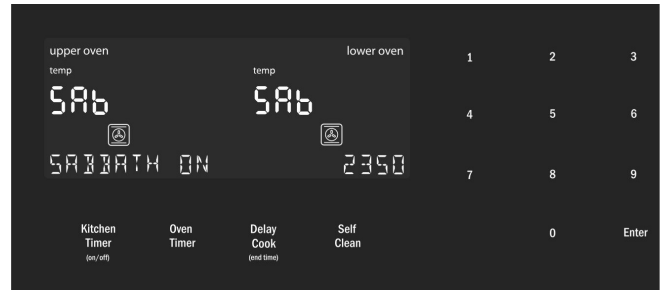 upper oven lower oven
temp temp
SAb SAb
SABBATH ON 2350
Kitchen Timer (on/off)
Oven Timer
Delay Cook (end time)
Self Clean
1 2 3
4 5 6
7 8 9
0 Enter